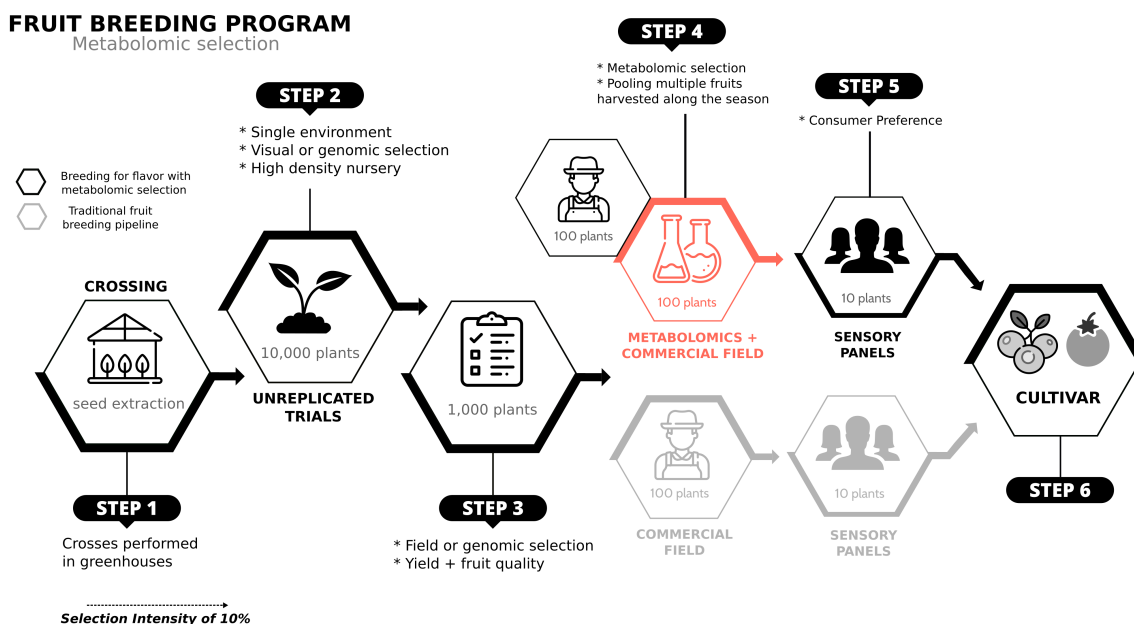 FRUIT BREEDING PROGRAM
Metabolomic selection
Breeding for flavor with
metabolomic selection
Traditional fruit
breeding pipeline
CROSSING
seed extraction
STEP 1
Crosses performed
in greenhouses
Selection Intensity of 10%
STEP 2
* Single environment
* Visual or genomic selection
* High density nursery
10,000 plants
UNREPLICATED
TRIALS
1,000 plants
STEP 3
* Field or genomic selection
* Yield + fruit quality
STEP 4
* Metabolomic selection
* Pooling multiple fruits
harvested along the season
100 plants
100 plants
METABOLOMICS +
COMMERCIAL FIELD
100 plants
COMMERCIAL
FIELD
STEP 5
* Consumer Preference
10 plants
SENSORY
PANELS
10 plants
SENSORY
PANELS
CULTIVAR
STEP 6